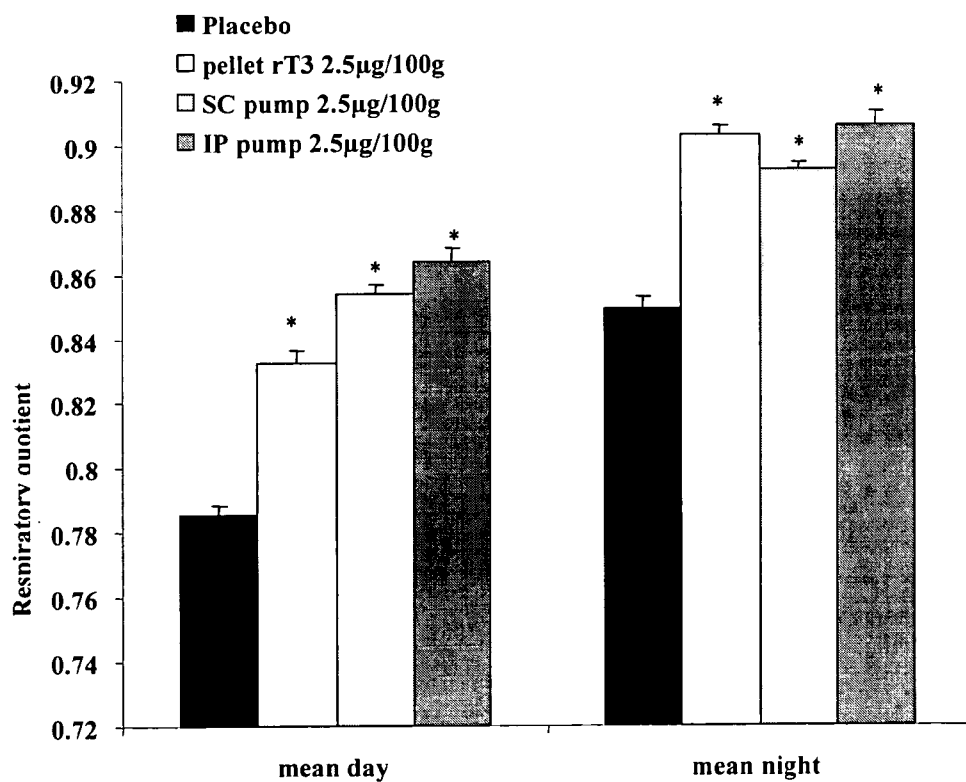 Placebo
pellet rT3 2.5µg/100g
SC pump 2.5µg/100g
IP pump 2.5µg/100g
Respiratory quotient
0.92
0.9
0.88
0.86
0.84
0.82
0.8
0.78
0.76
0.74
0.72
*
*
*
*
*
*
mean day
mean night